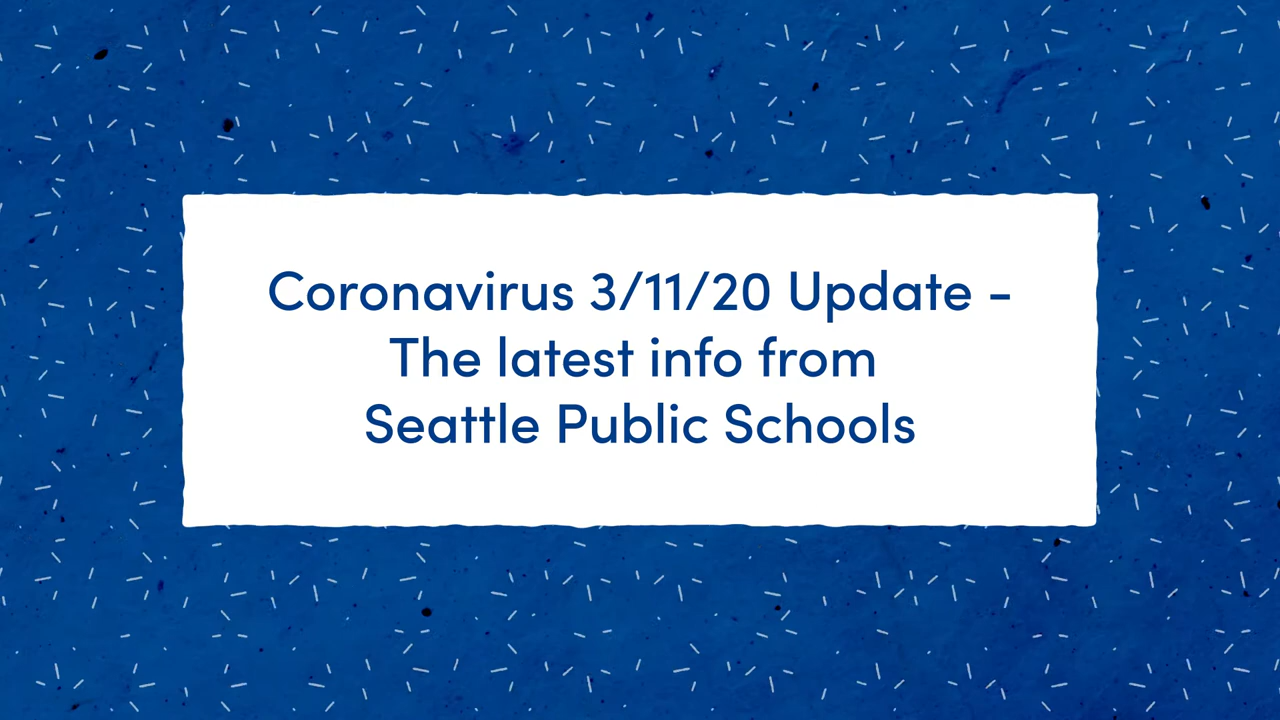 Coronavirus 3/11/20 Update -
The latest info from
Seattle Public Schools